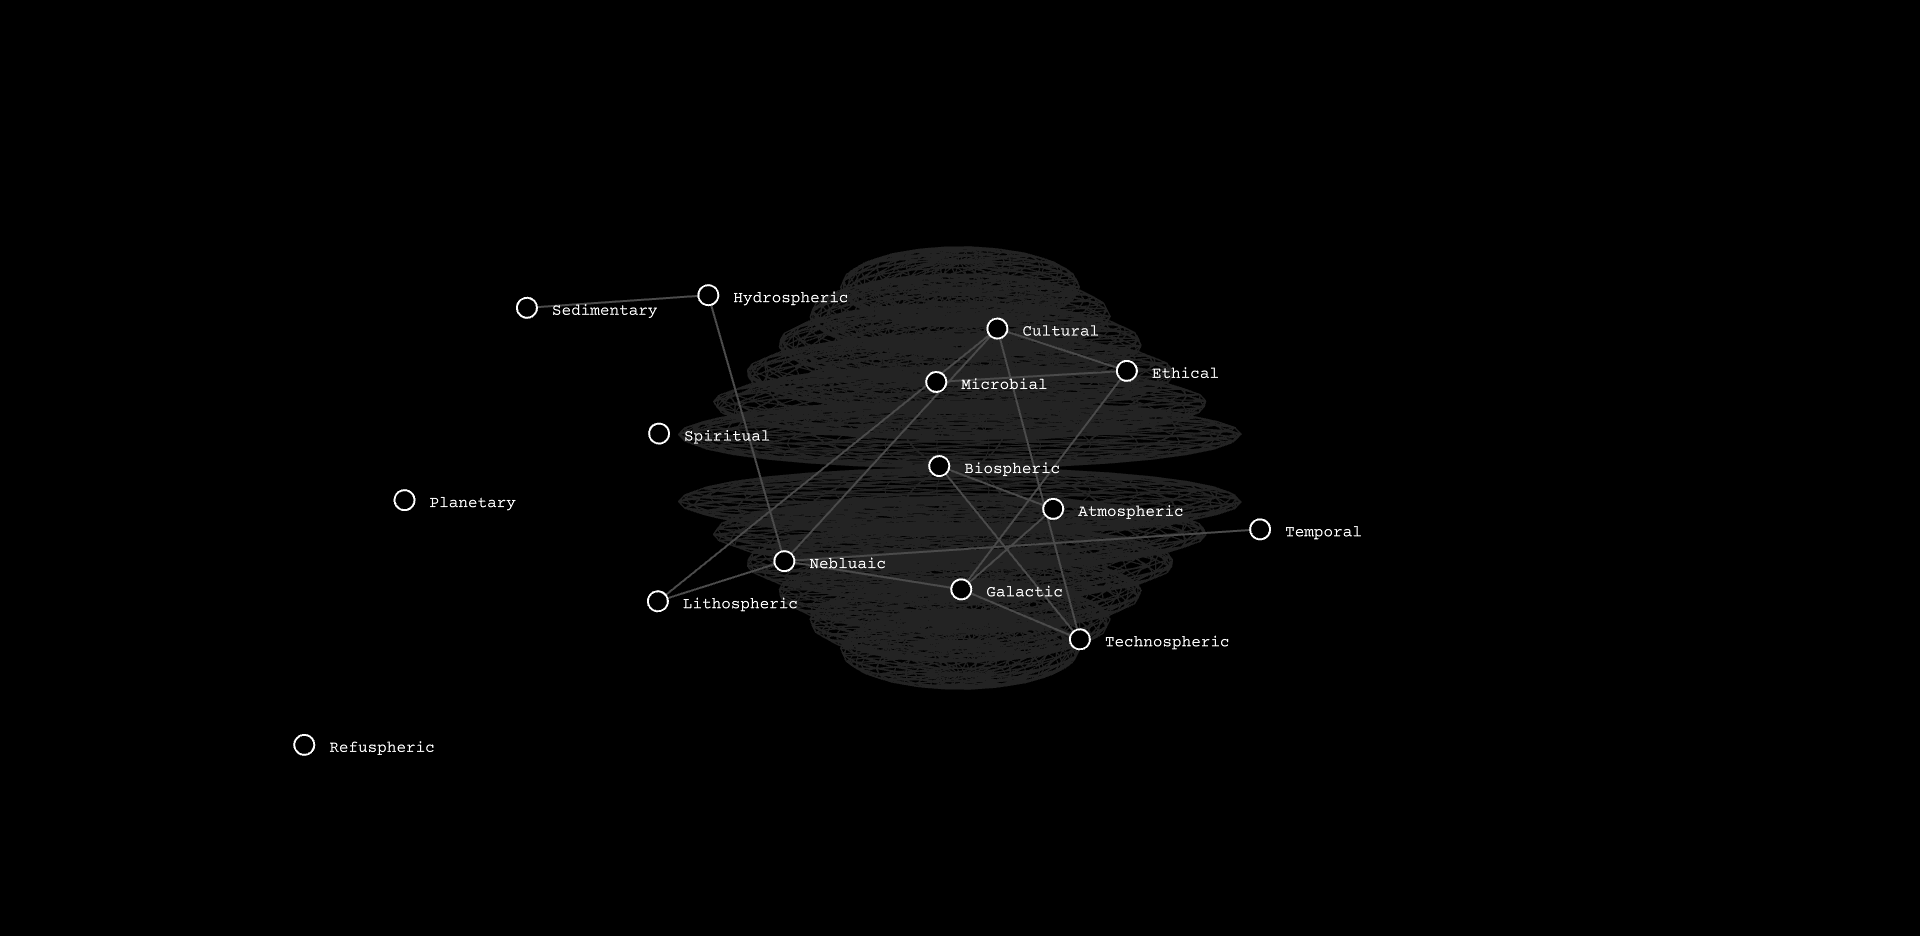 Hydrospheric
Sedimentary
Cultural
Ethical
Microbial
Spiritual
Biospheric
Planetary
Atmospheric
Temporal
Nebluaic
Galactic
Lithospheric
Technospheric
Refuspheric